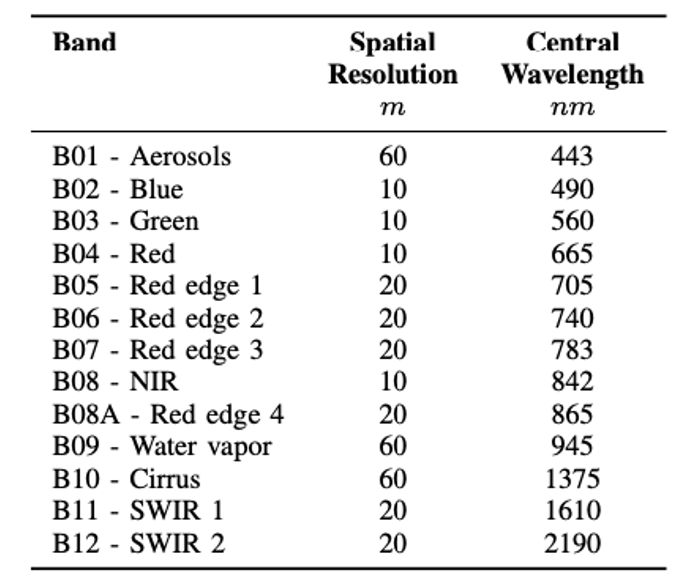 Band Spatial Resolution m Central Wavelength nm
B01 - Aerosols 60 443
B02 - Blue 10 490
B03 - Green 10 560
B04 - Red 10 665
B05 - Red edge 1 20 705
B06 - Red edge 2 20 740
B07 - Red edge 3 20 783
B08 - NIR 10 842
B08A - Red edge 4 20 865
B09 - Water vapor 60 945
B10 - Cirrus 60 1375
B11 - SWIR 1 20 1610
B12 - SWIR 2 20 2190